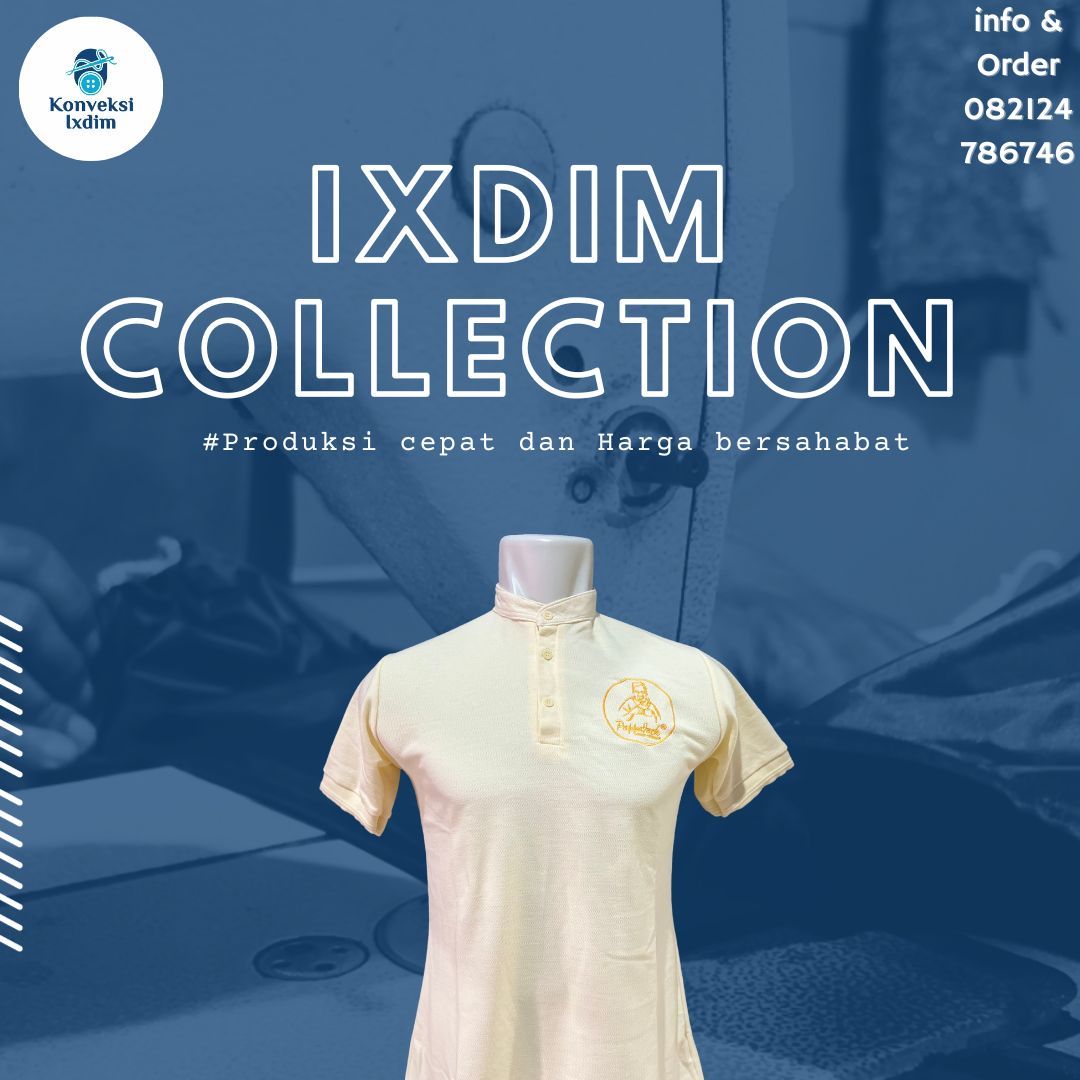 Konveksi
Ixdim
info &
Order
082124
786746
IXDIM
COLLECTION
#Produksi cepat dan Harga bersahabat